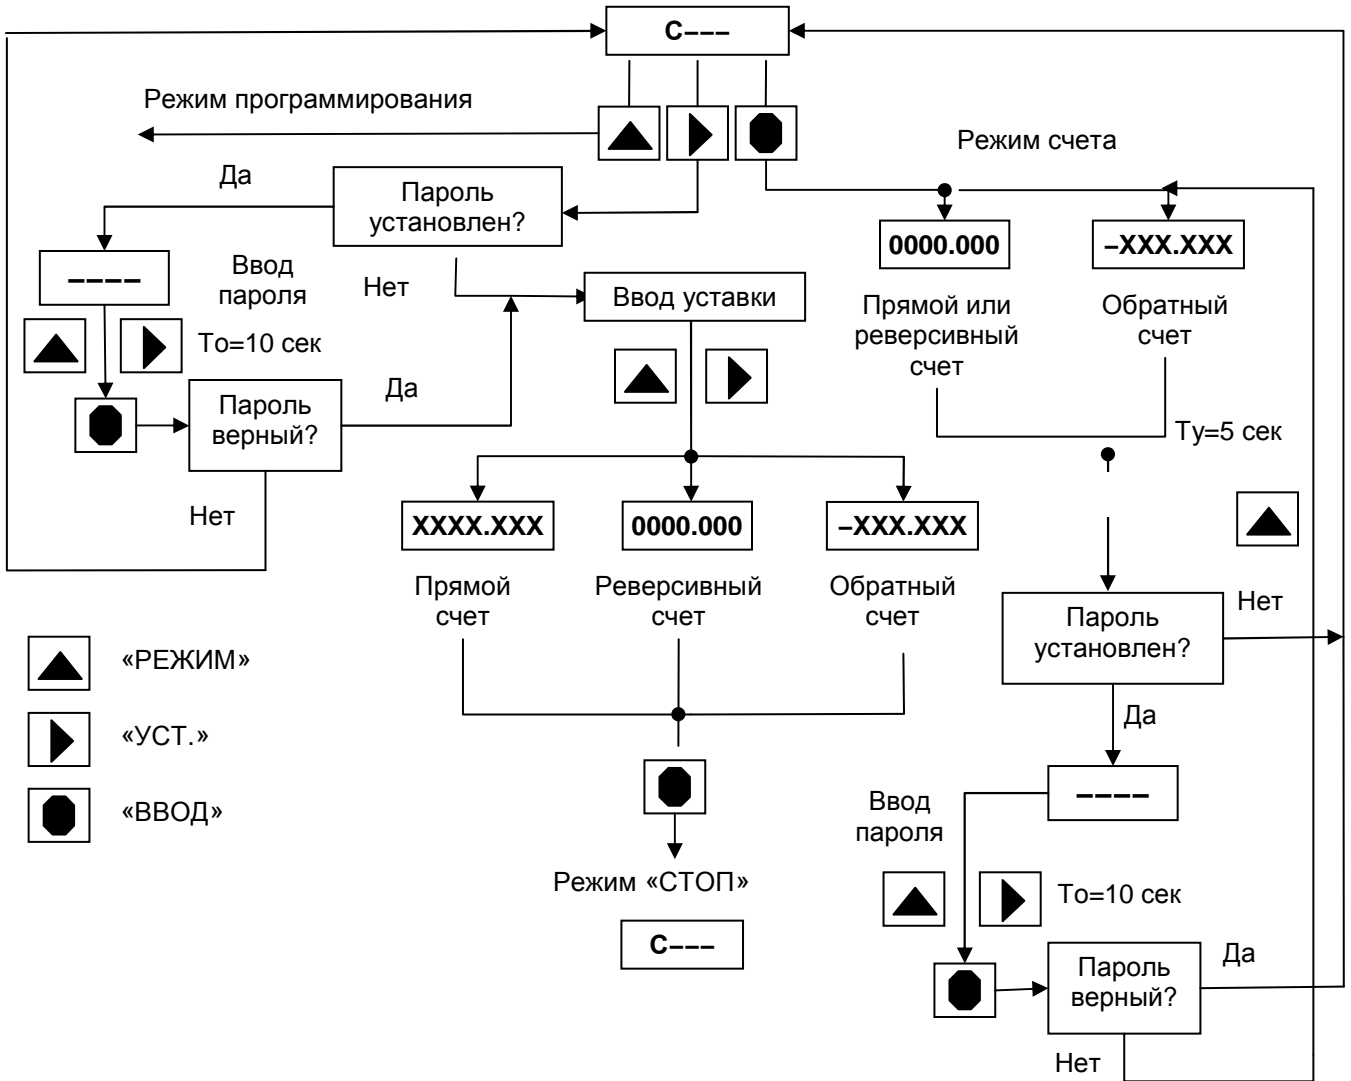 С–––
Режим программирования
Режим счета
Да
Пароль
установлен?
0000.000
–XXX.XXX
––––
Ввод
пароля
Нет
Ввод уставки
Прямой или
реверсивный
счет
Обратный
счет
То=10 сек
Пароль
верный?
Да
Ту=5 сек
Нет
XXXX.XXX
0000.000
–XXX.XXX
Прямой
счет
Реверсивный
счет
Обратный
счет
Пароль
установлен?
Нет
«РЕЖИМ»
«УСТ.»
«ВВОД»
Да
––––
Ввод
пароля
Режим «СТОП»
То=10 сек
С–––
Пароль
верный?
Да
Нет